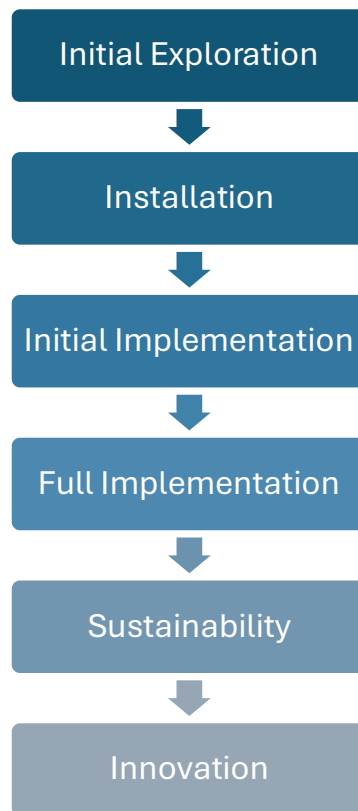 Initial Exploration
Installation
Initial Implementation
Full Implementation
Sustainability
Innovation